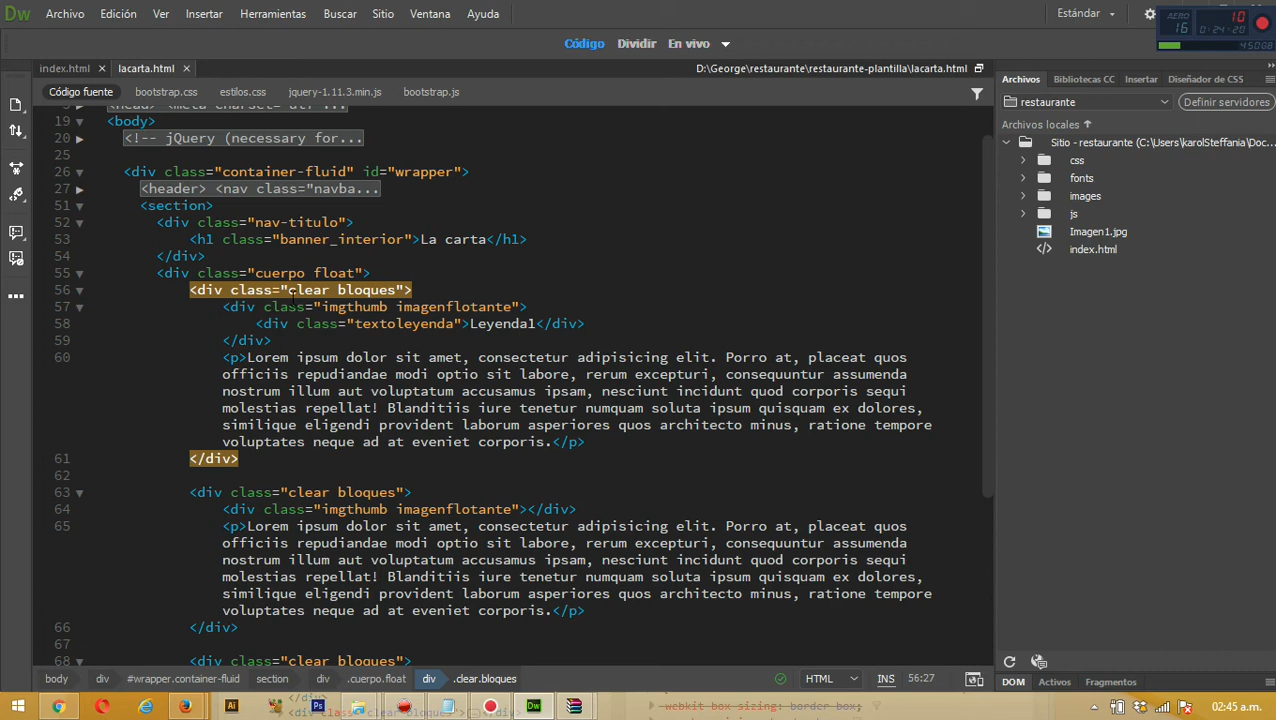 Dw Archivo Edición Ver Insertar Herramientas Buscar Sitio Ventana Ayuda Estándar
AERO 16 10 0:24:20 450GB
Código Dividir En vivo
index.html lacarta.html D:\George\restaurante\restaurante-plantilla\lacarta.html
Código fuente bootstrap.css estilos.css jquery-1.11.3.min.js bootstrap.js
19 <body>
20 <!-- jQuery (necessary for...
25
26 <div class="container-fluid" id="wrapper">
27 <header> <nav class="navba...
51 <section>
52 <div class="nav-titulo">
53 <h1 class="banner_interior">La carta</h1>
54 </div>
55 <div class="cuerpo float">
56 <div class="clear bloques">
57 <div class="imgthumb imagenflotante">
58 <div class="textoleyenda">Leyenda1</div>
59 </div>
60 <p>Lorem ipsum dolor sit amet, consectetur adipisicing elit. Porro at, placeat quos
officiis repudiandae modi optio sit labore, rerum excepturi, consequuntur assumenda
nostrum illum aut voluptatum accusamus ipsam, nesciunt incidunt quod corporis sequi
molestias repellat! Blanditiis iure tenetur numquam soluta ipsum quisquam ex dolores,
similique eligendi provident laborum asperiores quos architecto minus, ratione tempore
voluptates neque ad at eveniet corporis.</p>
61 </div>
62
63 <div class="clear bloques">
64 <div class="imgthumb imagenflotante"></div>
65 <p>Lorem ipsum dolor sit amet, consectetur adipisicing elit. Porro at, placeat quos
officiis repudiandae modi optio sit labore, rerum excepturi, consequuntur assumenda
nostrum illum aut voluptatum accusamus ipsam, nesciunt incidunt quod corporis sequi
molestias repellat! Blanditiis iure tenetur numquam soluta ipsum quisquam ex dolores,
similique eligendi provident laborum asperiores quos architecto minus, ratione tempore
voluptates neque ad at eveniet corporis.</p>
66 </div>
67
68 <div class="clear bloques">
body div #wrapper.container-fluid section div .cuerpo.float div .clear.bloques HTML INS 56:27
Archivos Bibliotecas CC Insertar Diseñador de CSS
restaurante Definir servidores
Archivos locales
Sitio - restaurante (C:\Users\karolSteffania\Doc...
css
fonts
images
js
Imagen1.jpg
index.html
DOM Activos Fragmentos
Ai Ps Dw 02:45 a.m.